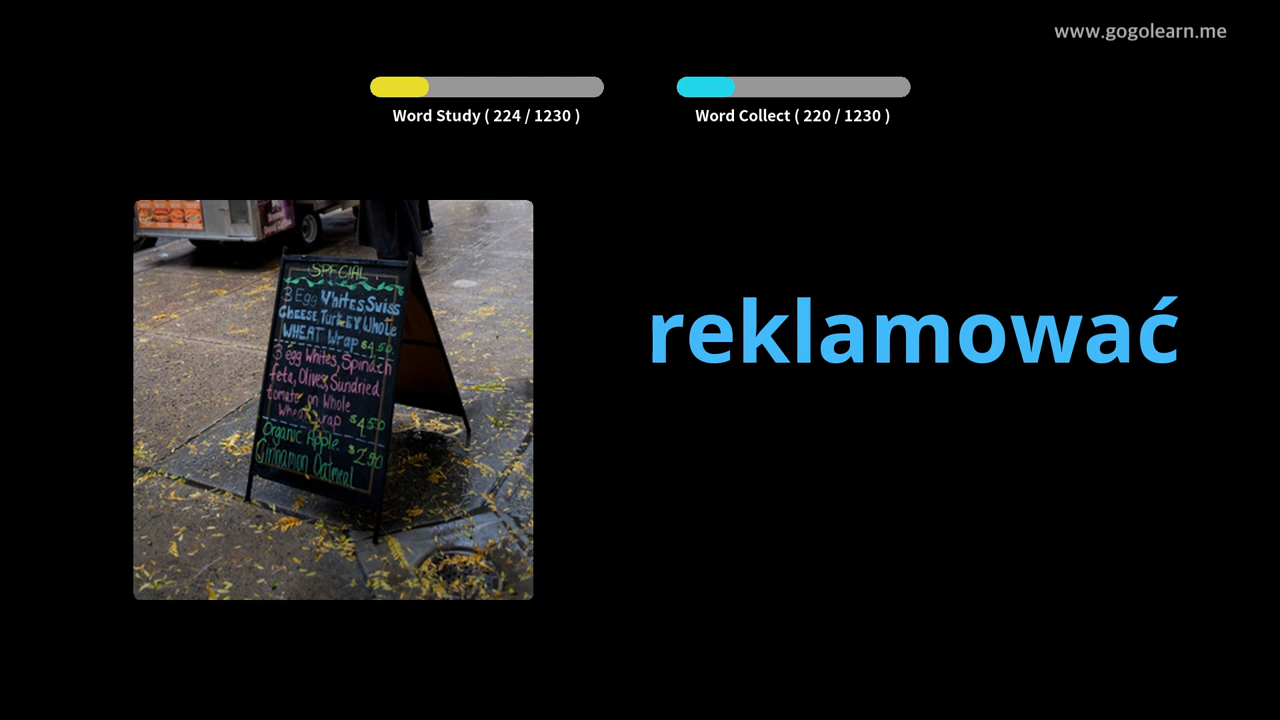 www.gogolearn.me
Word Study ( 224 / 1230 )
Word Collect ( 220 / 1230 )
SPECIAL
3 Egg Whites Swiss
Cheese, Turkey Whole
WHEAT Wrap $4.50
3 egg Whites, Spinach
feta, Olives, Sundried
tomato on Whole
Wheat wrap $4.50
Organic Apple
Cinnamon Oatmeal $2.50
reklamować